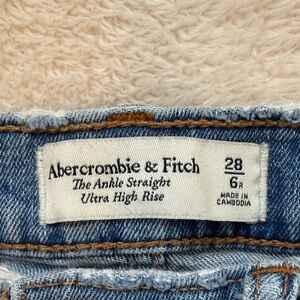 Abercrombie & Fitch
The Ankle Straight
Ultra High Rise
28
6R
MADE IN
CAMBODIA